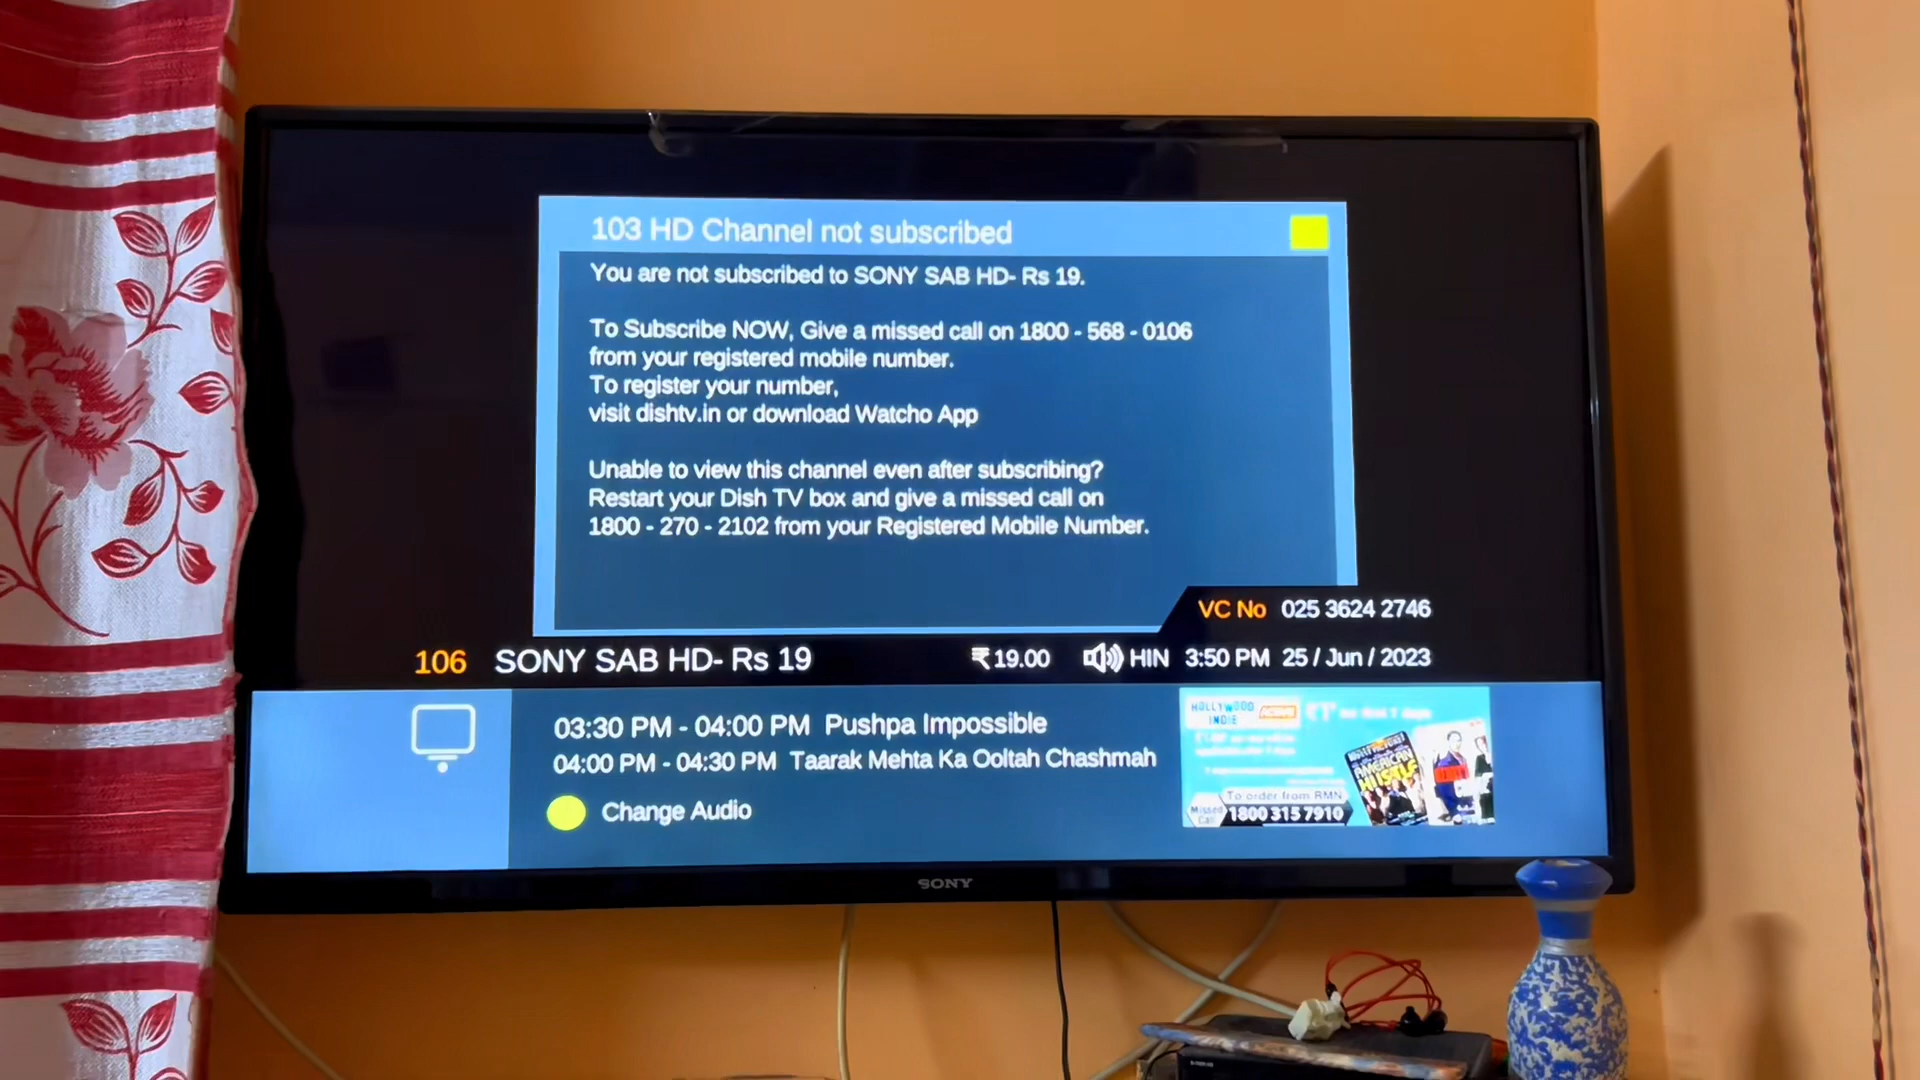 103 HD Channel not subscribed
You are not subscribed to SONY SAB HD- Rs 19.
To Subscribe NOW, Give a missed call on 1800 - 568 - 0106
from your registered mobile number.
To register your number,
visit dishtv.in or download Watcho App
Unable to view this channel even after subscribing?
Restart your Dish TV box and give a missed call on
1800 - 270 - 2102 from your Registered Mobile Number.
VC No 025 3624 2746
106 SONY SAB HD- Rs 19 ₹19.00 HIN 3:50 PM 25 / Jun / 2023
03:30 PM - 04:00 PM Pushpa Impossible
04:00 PM - 04:30 PM Taarak Mehta Ka Ooltah Chashmah
Change Audio
HOLLYWOOD
INDIE ACTIVE
AMERICAN
HUSTLE
To order from RMN
Missed
Call 1800 315 7910
SONY